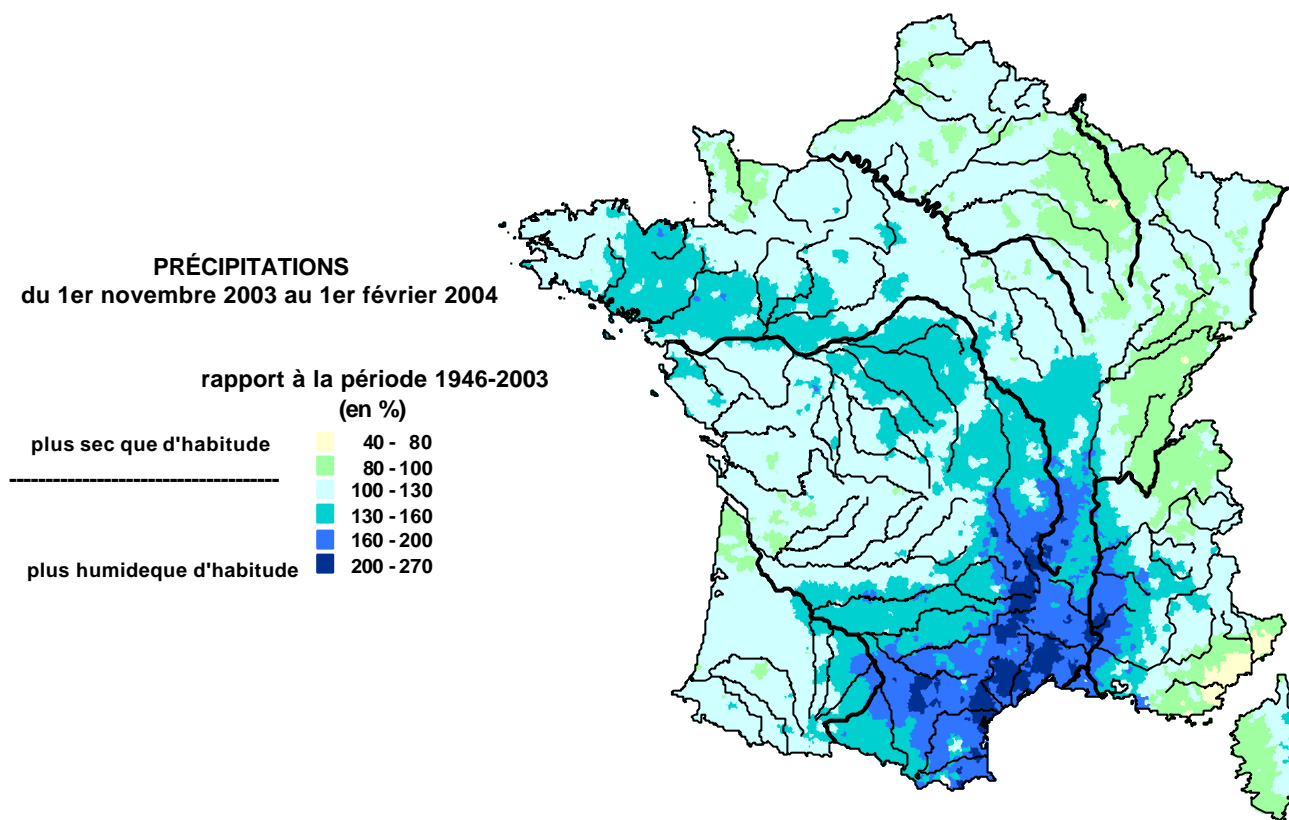 PRÉCIPITATIONS
du 1er novembre 2003 au 1er février 2004
rapport à la période 1946-2003
(en %)
plus sec que d'habitude
40 - 80
80 - 100
100 - 130
130 - 160
160 - 200
200 - 270
plus humideque d'habitude